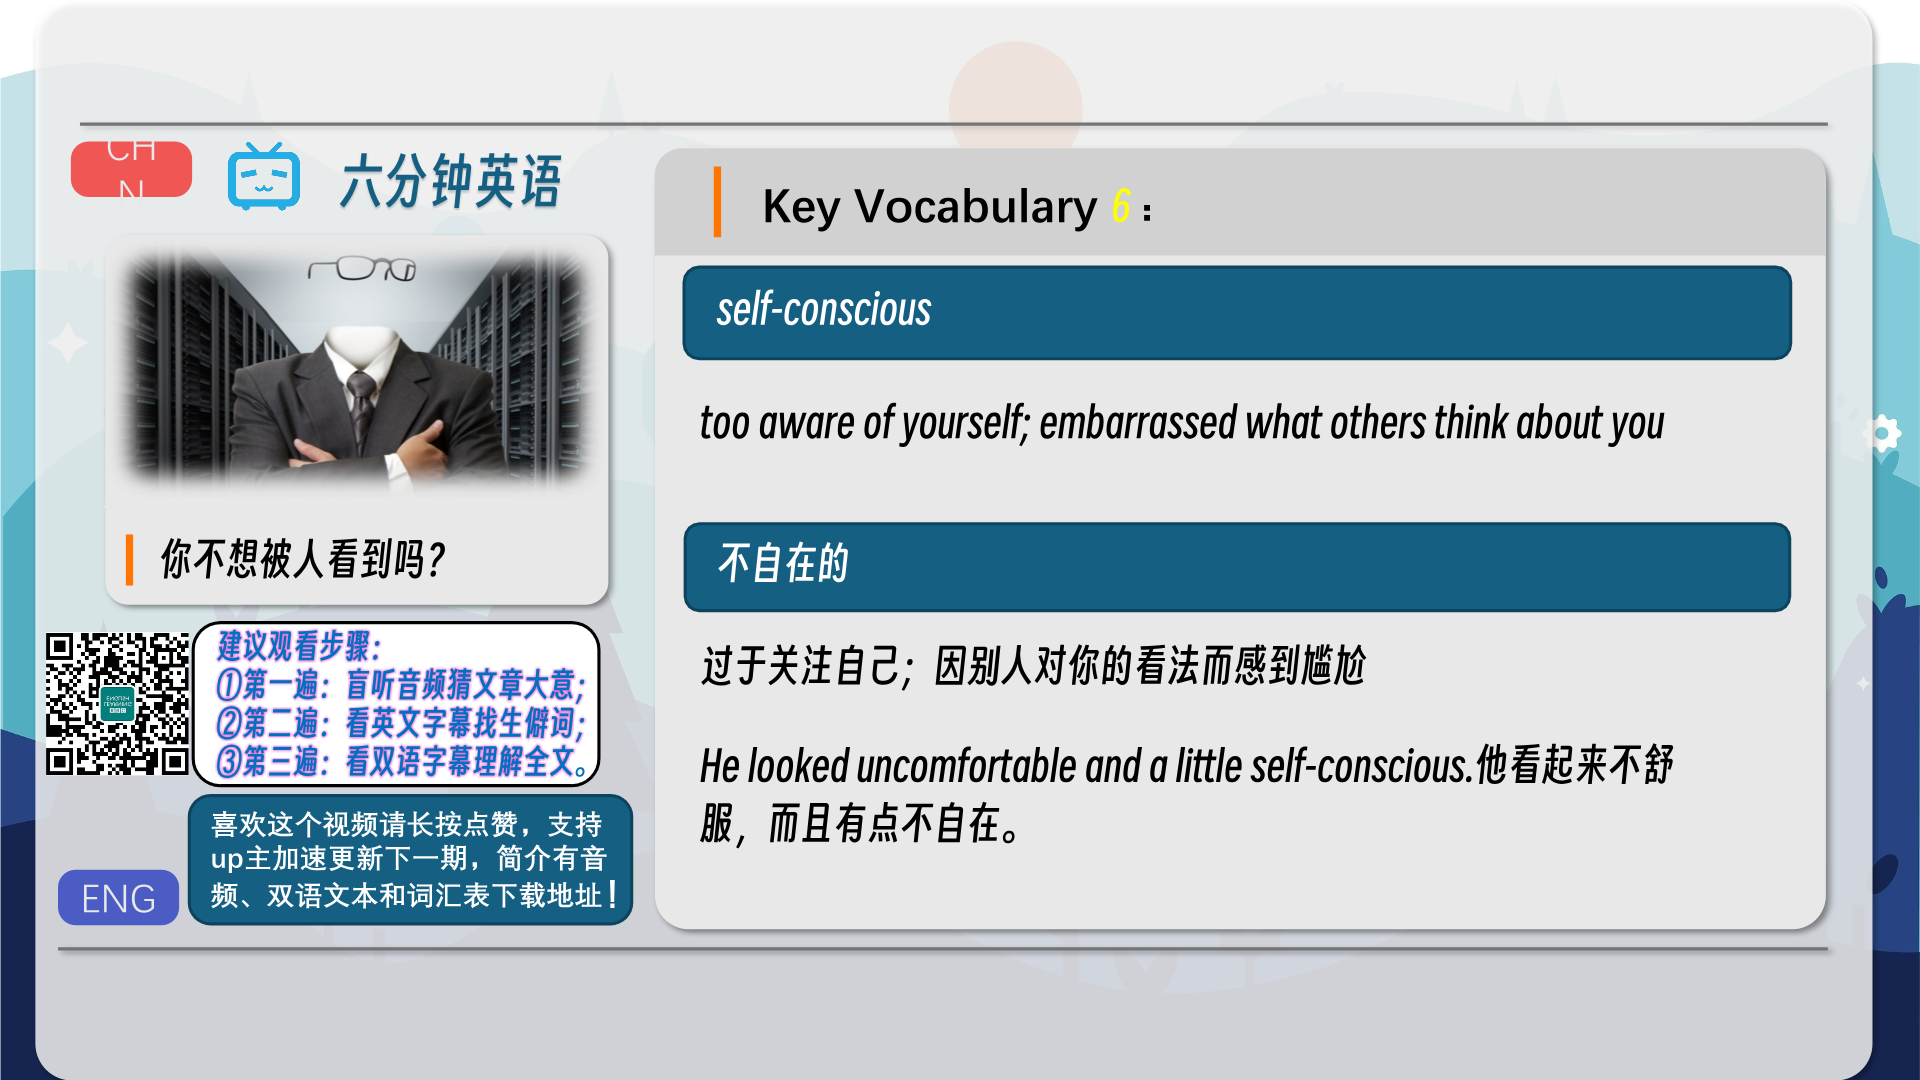 CHN
六分钟英语
你不想被人看到吗？
建议观看步骤：
①第一遍：盲听音频猜文章大意；
②第二遍：看英文字幕找生僻词；
③第三遍：看双语字幕理解全文。
喜欢这个视频请长按点赞，支持
up主加速更新下一期，简介有音
频、双语文本和词汇表下载地址！
ENG
Key Vocabulary 6：
self-conscious
too aware of yourself; embarrassed what others think about you
不自在的
过于关注自己；因别人对你的看法而感到尴尬
He looked uncomfortable and a little self-conscious.他看起来不舒
服，而且有点不自在。